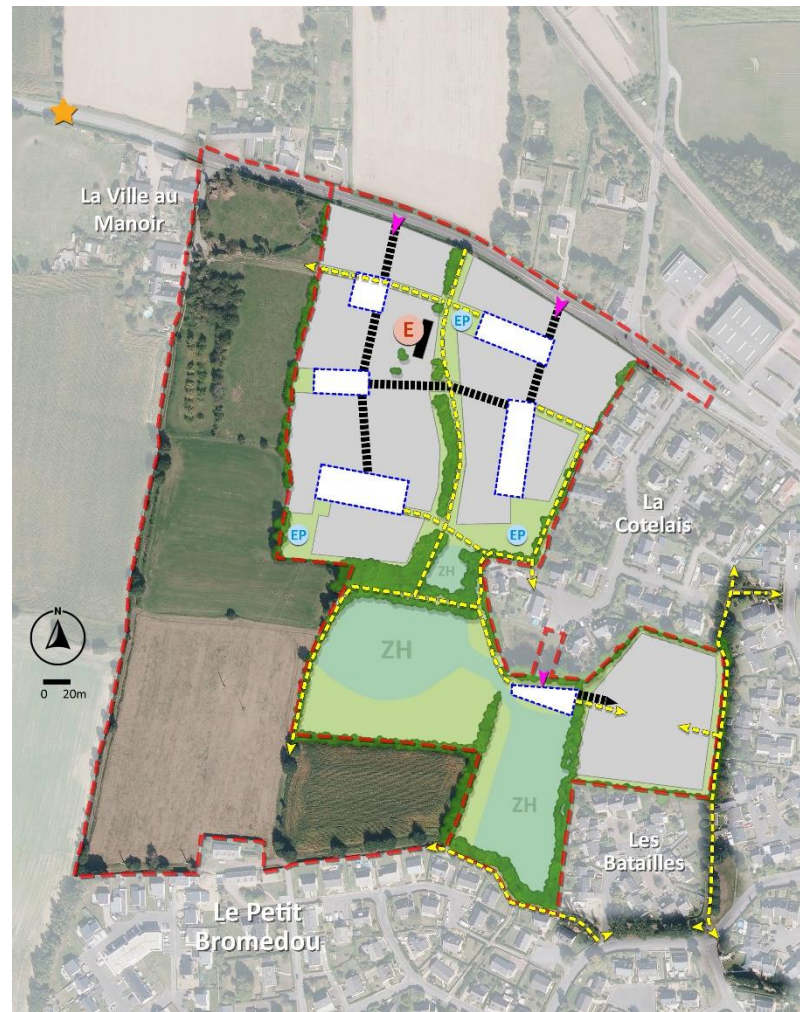 La Ville au
Manoir
E
EP
EP
EP
La
Cotelais
ZH
N
0 20m
ZH
ZH
Les
Batailles
Le Petit
Bromedou